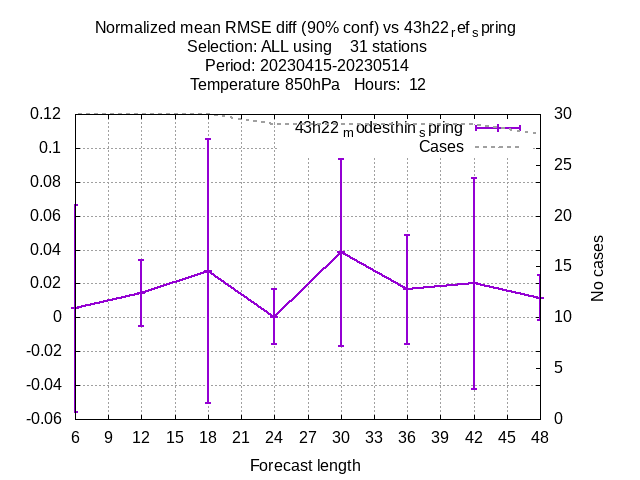 Normalized mean RMSE diff (90% conf) vs 43h22ref spring
Selection: ALL using 31 stations
Period: 20230415-20230514
Temperature 850hPa Hours: 12
0.12 30
43h22modesthinspring
0.1
Cases
25
0.08
0.06 20
0.04
15
0.02
0 10
-0.02
5
-0.04
-0.06 0
No cases
6 9 12 15 18 21 24 27 30 33 36 39 42 45 48
Forecast length